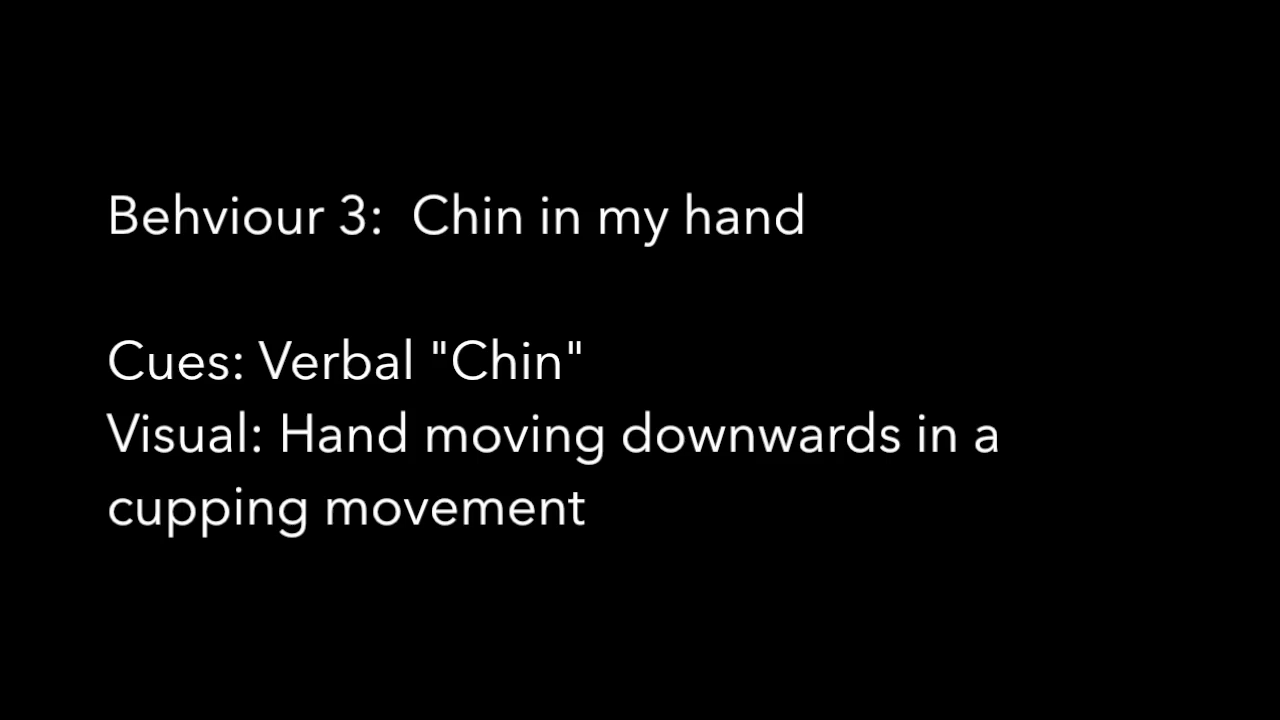 Behviour 3:  Chin in my hand
Cues: Verbal "Chin"
Visual: Hand moving downwards in a
cupping movement